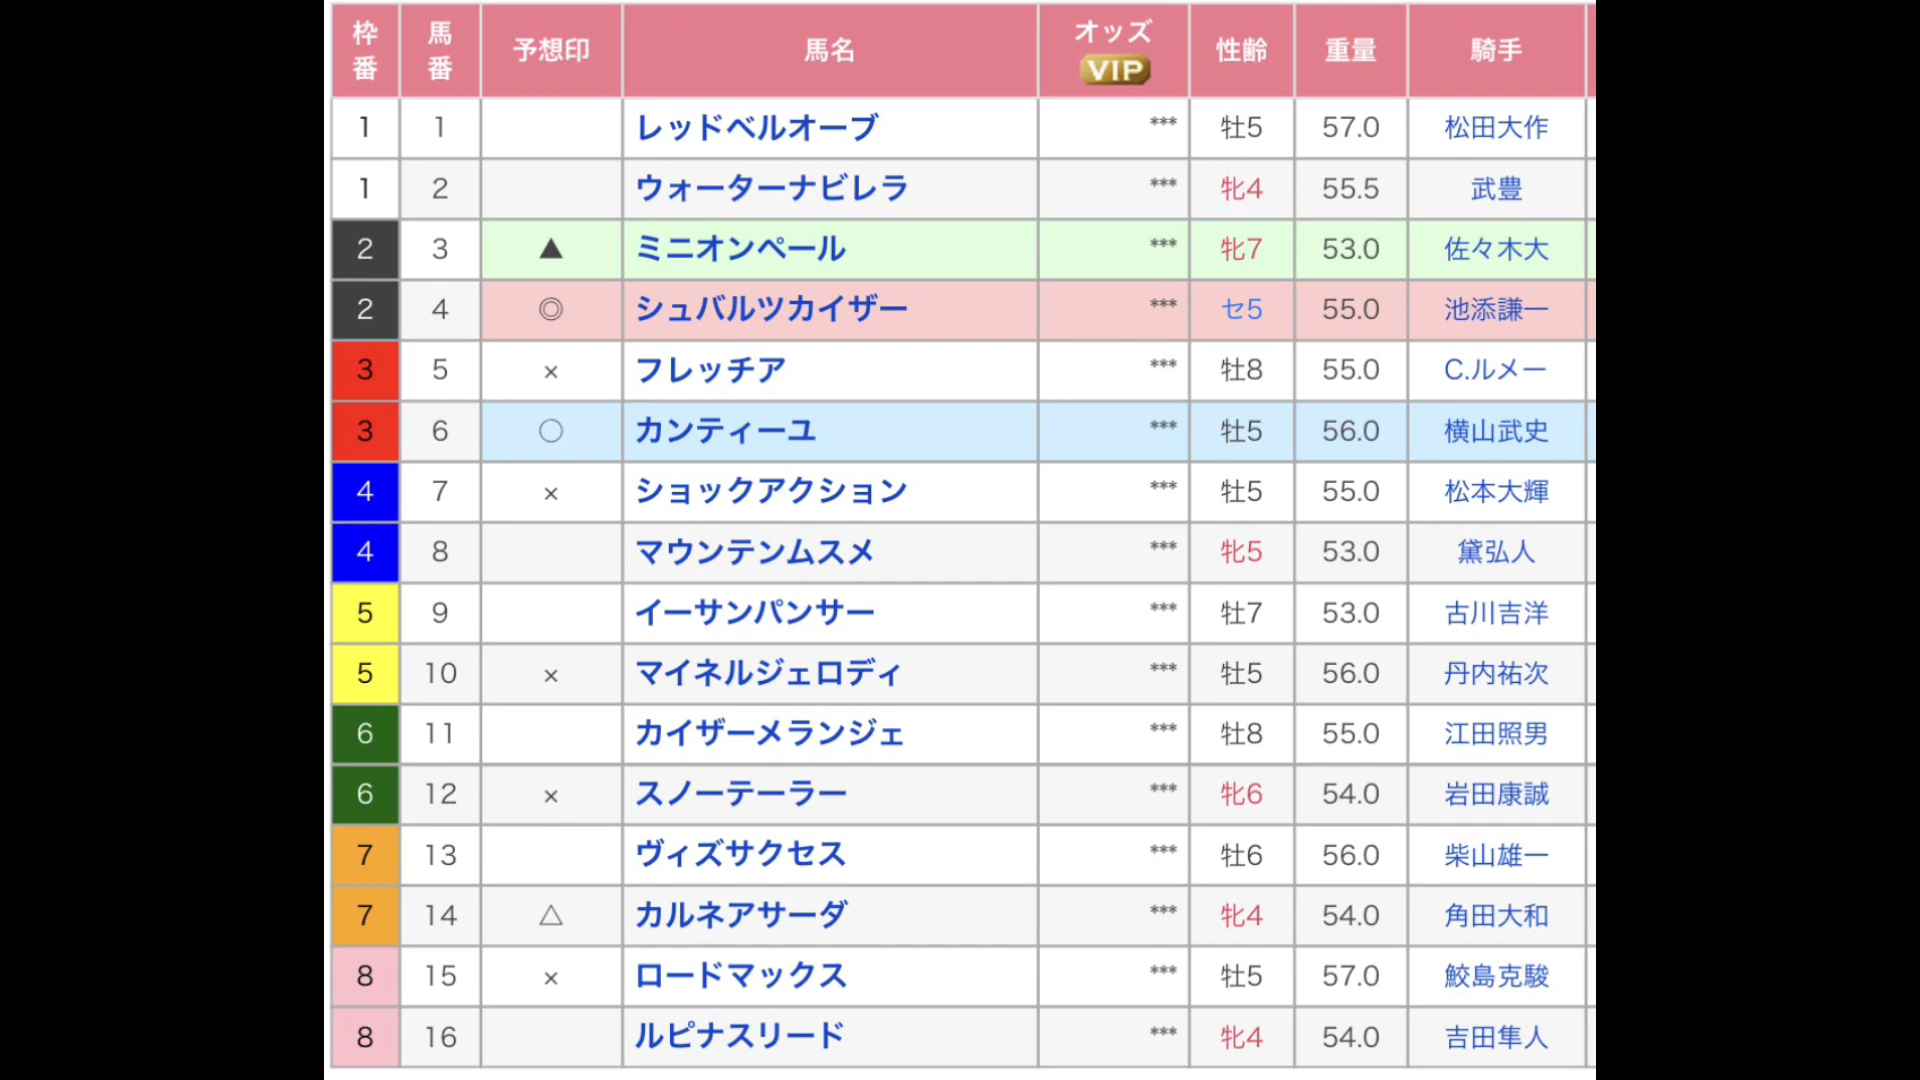 枠番 馬番 予想印 馬名 オッズ VIP 性齢 重量 騎手
1 1 レッドベルオーブ *** 牡5 57.0 松田大作
1 2 ウォーターナビレラ *** 牝4 55.5 武豊
2 3 ▲ ミニオンペール *** 牝7 53.0 佐々木大
2 4 ◎ シュバルツカイザー *** セ5 55.0 池添謙一
3 5 × フレッチア *** 牡8 55.0 C.ルメー
3 6 ○ カンティーユ *** 牡5 56.0 横山武史
4 7 × ショックアクション *** 牡5 55.0 松本大輝
4 8 マウンテンムスメ *** 牝5 53.0 黛弘人
5 9 イーサンパンサー *** 牡7 53.0 古川吉洋
5 10 × マイネルジェロディ *** 牡5 56.0 丹内祐次
6 11 カイザーメランジェ *** 牡8 55.0 江田照男
6 12 × スノーテーラー *** 牝6 54.0 岩田康誠
7 13 ヴィズサクセス *** 牡6 56.0 柴山雄一
7 14 △ カルネアサーダ *** 牝4 54.0 角田大和
8 15 × ロードマックス *** 牡5 57.0 鮫島克駿
8 16 ルピナスリード *** 牝4 54.0 吉田隼人